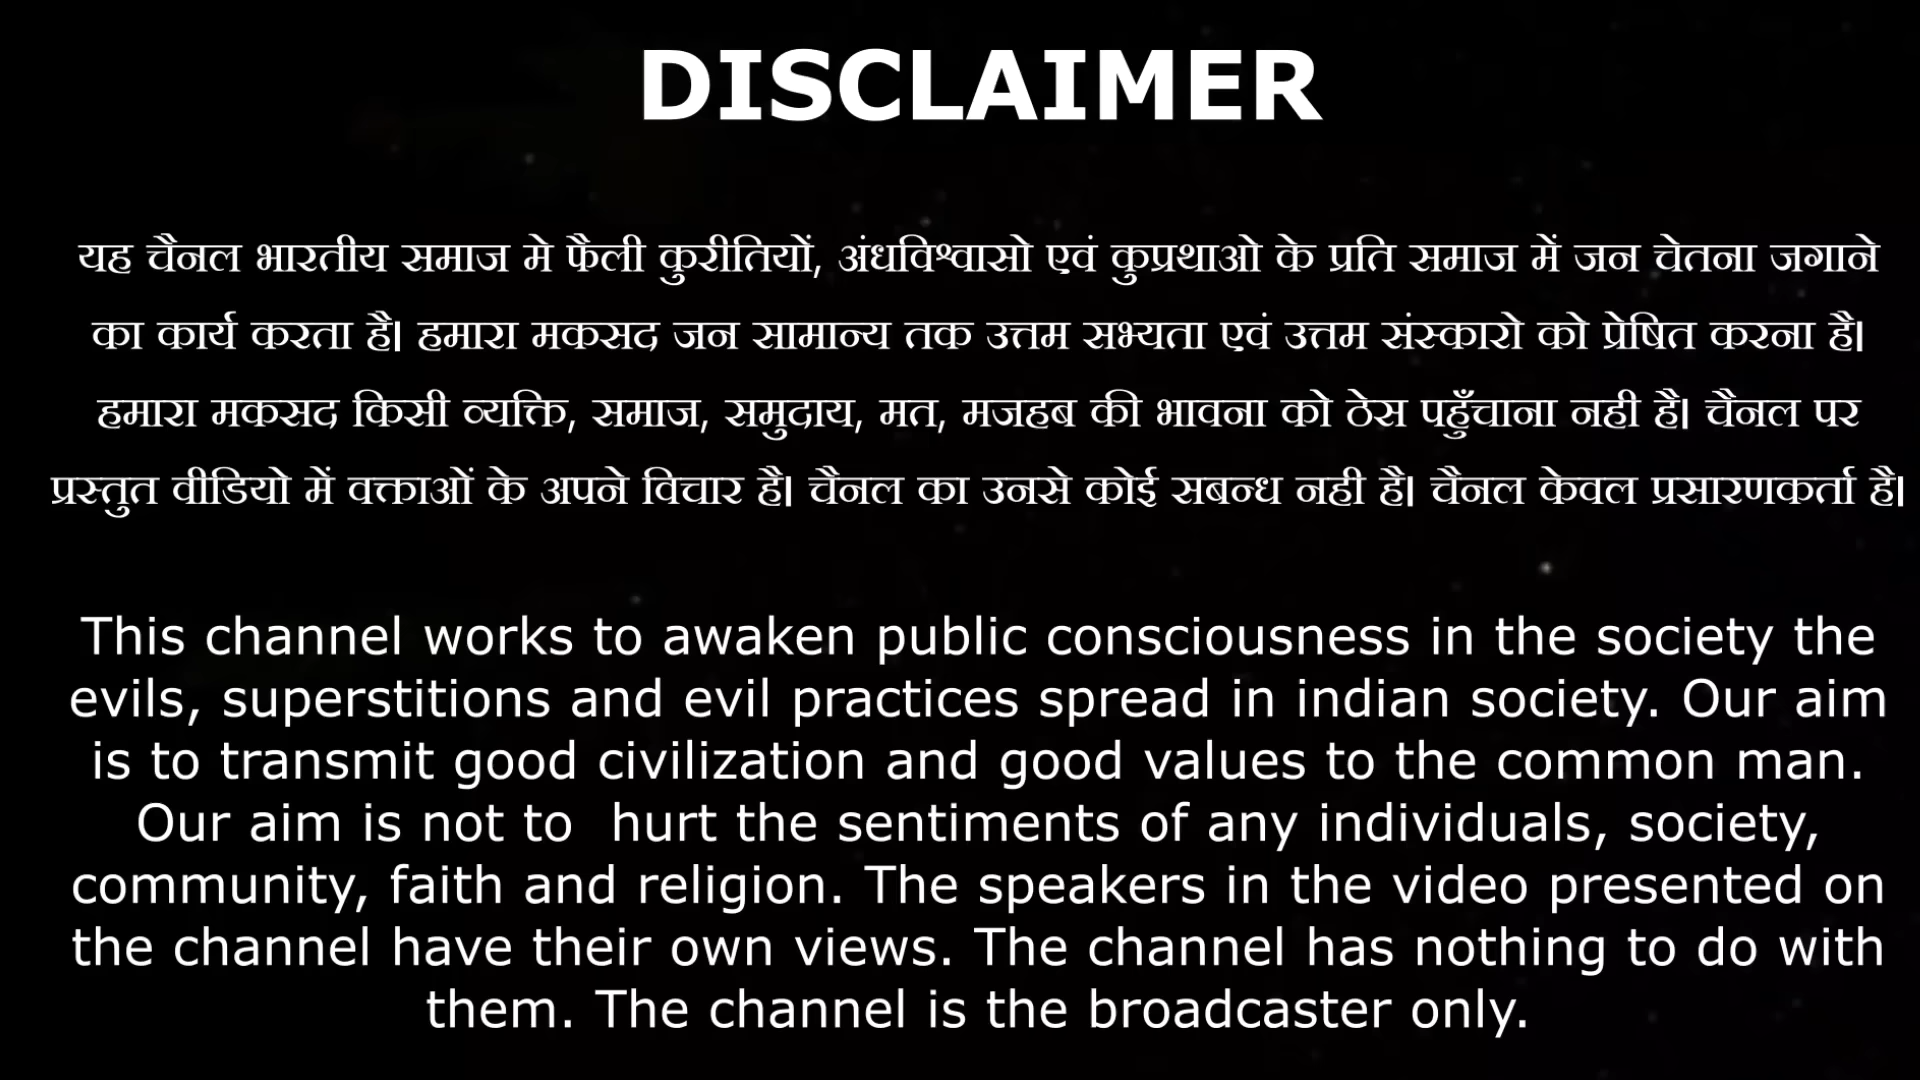 DISCLAIMER
यह चैनल भारतीय समाज मे फैली कुरीतियों, अंधविश्वासो एवं कुप्रथाओ के प्रति समाज में जन चेतना जगाने
का कार्य करता है। हमारा मकसद जन सामान्य तक उत्तम सभ्यता एवं उत्तम संस्कारो को प्रेषित करना है।
हमारा मकसद किसी व्यक्ति, समाज, समुदाय, मत, मजहब की भावना को ठेस पहुँचाना नही है। चैनल पर
प्रस्तुत वीडियो में वक्ताओं के अपने विचार है। चैनल का उनसे कोई सबन्ध नही है। चैनल केवल प्रसारणकर्ता है।
This channel works to awaken public consciousness in the society the
evils, superstitions and evil practices spread in indian society. Our aim
is to transmit good civilization and good values to the common man.
Our aim is not to  hurt the sentiments of any individuals, society,
community, faith and religion. The speakers in the video presented on
the channel have their own views. The channel has nothing to do with
them. The channel is the broadcaster only.